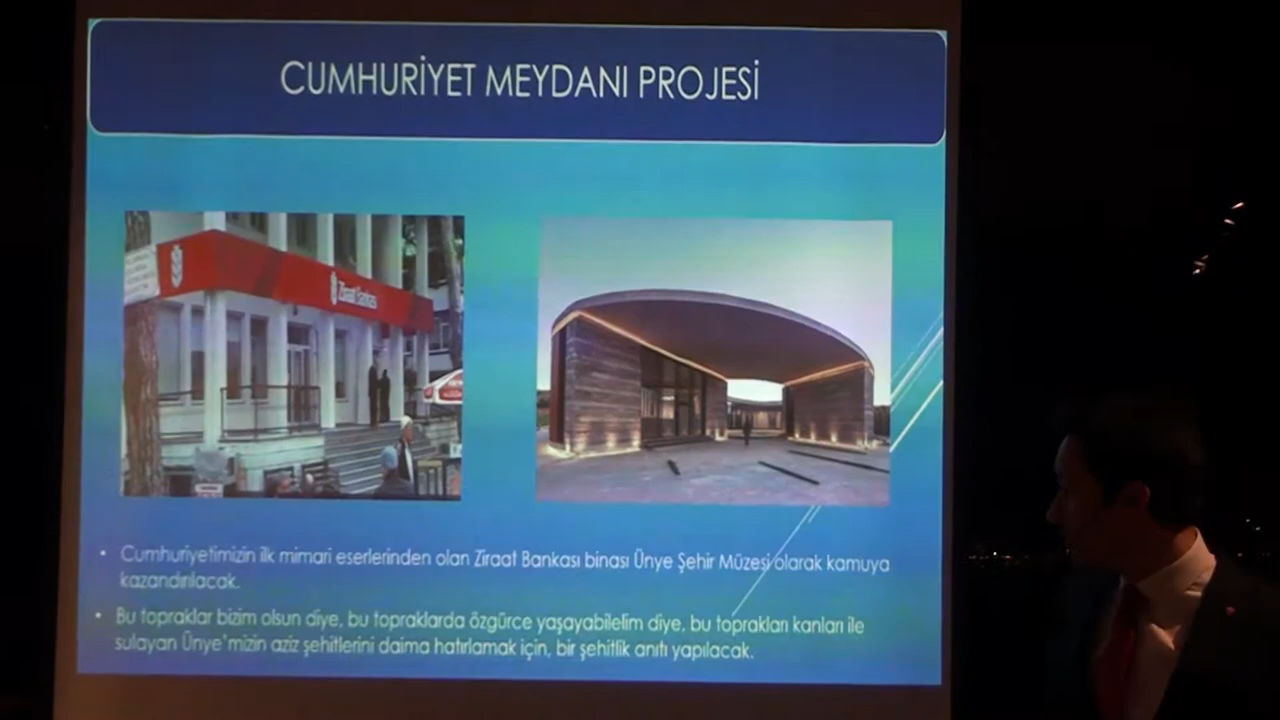 CUMHURİYET MEYDANI PROJESİ
Ziraat Bankası
• Cumhuriyetimizin ilk mimari eserlerinden olan Ziraat Bankası binası Ünye Şehir Müzesi olarak kamuya
kazandırılacak.
• Bu topraklar bizim olsun diye, bu topraklarda özgürce yaşayabilelim diye, bu toprakları kanları ile
sulayan Ünye'mizin aziz şehitlerini daima hatırlamak için, bir şehitlik anıtı yapılacak.